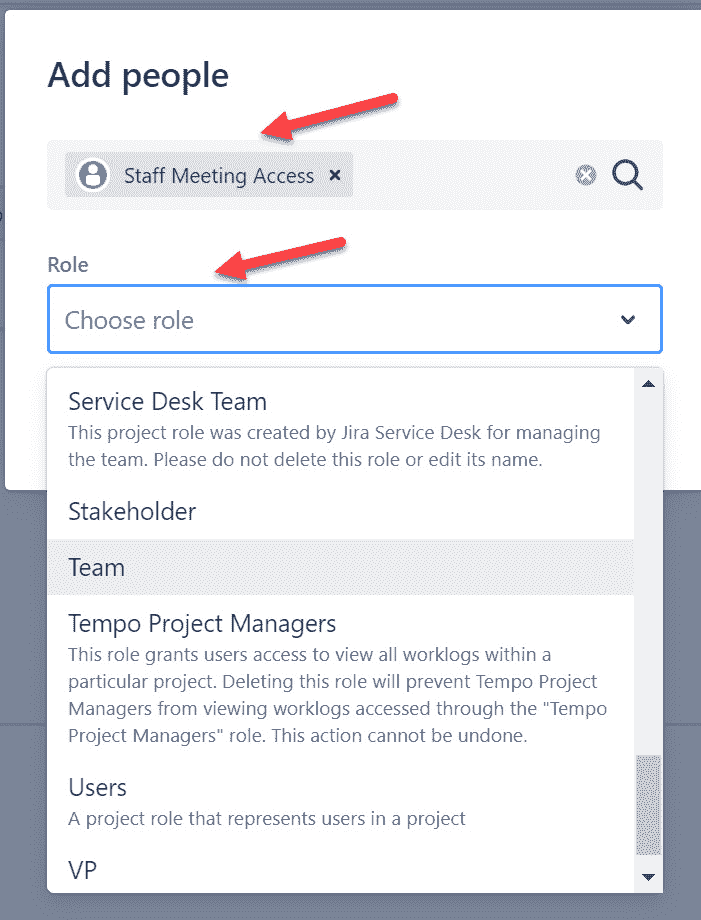 Add people
Staff Meeting Access
Role
Choose role
Service Desk Team
This project role was created by Jira Service Desk for managing
the team. Please do not delete this role or edit its name.
Stakeholder
Team
Tempo Project Managers
This role grants users access to view all worklogs within a
particular project. Deleting this role will prevent Tempo Project
Managers from viewing worklogs accessed through the "Tempo
Project Managers" role. This action cannot be undone.
Users
A project role that represents users in a project
VP